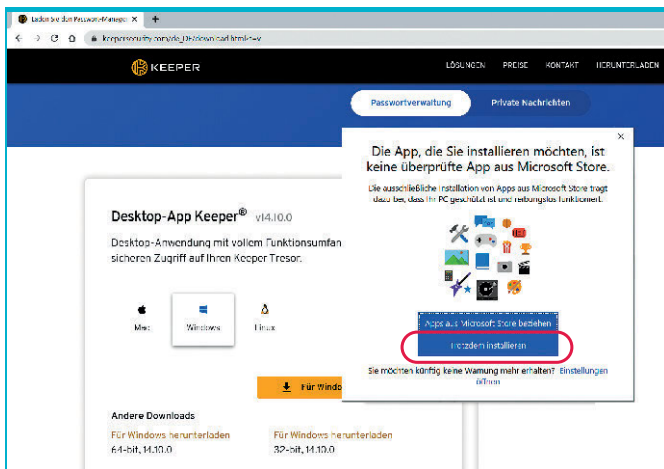 Laden Sie den Passwort-Manager
keepersecurity.com/de_DE/download.html?t=v
KEEPER
LÖSUNGEN PREISE KONTAKT HERUNTERLADEN
Passwortverwaltung Private Nachrichten
Die App, die Sie installieren möchten, ist
keine überprüfte App aus Microsoft Store.
Die ausschließliche Installation von Apps aus Microsoft Store trägt
dazu bei, dass Ihr PC geschützt ist und reibungslos funktioniert.
Apps aus Microsoft Store beziehen
Trotzdem installieren
Sie möchten künftig keine Warnung mehr erhalten? Einstellungen
öffnen
Desktop-App Keeper® v14.10.0
Desktop-Anwendung mit vollem Funktionsumfan
sicheren Zugriff auf Ihren Keeper Tresor.
Mac Windows Linux
Für Windo
Andere Downloads
Für Windows herunterladen Für Windows herunterladen
64-bit, 14.10.0 32-bit, 14.10.0